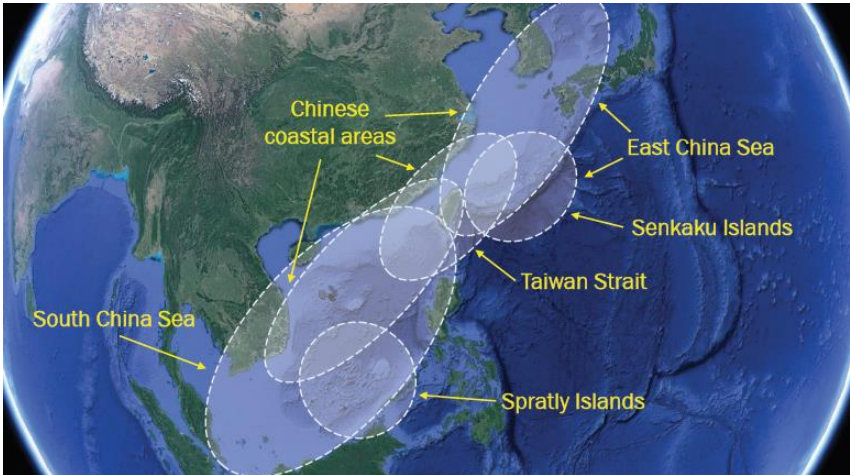 Chinese
coastal areas
East China Sea
Senkaku Islands
Taiwan Strait
South China Sea
Spratly Islands